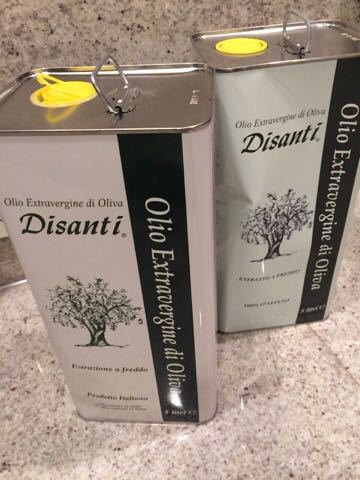 Olio Extravergine di Oliva
Disanti®
Estrazione a freddo
Prodotto Italiano
Olio Extravergine di Oliva
5 litri ℮
Olio Extravergine di Oliva
Disanti®
ESTRATTO A FREDDO
100% ITALIANO
Olio Extravergine di Oliva
5 litri ℮